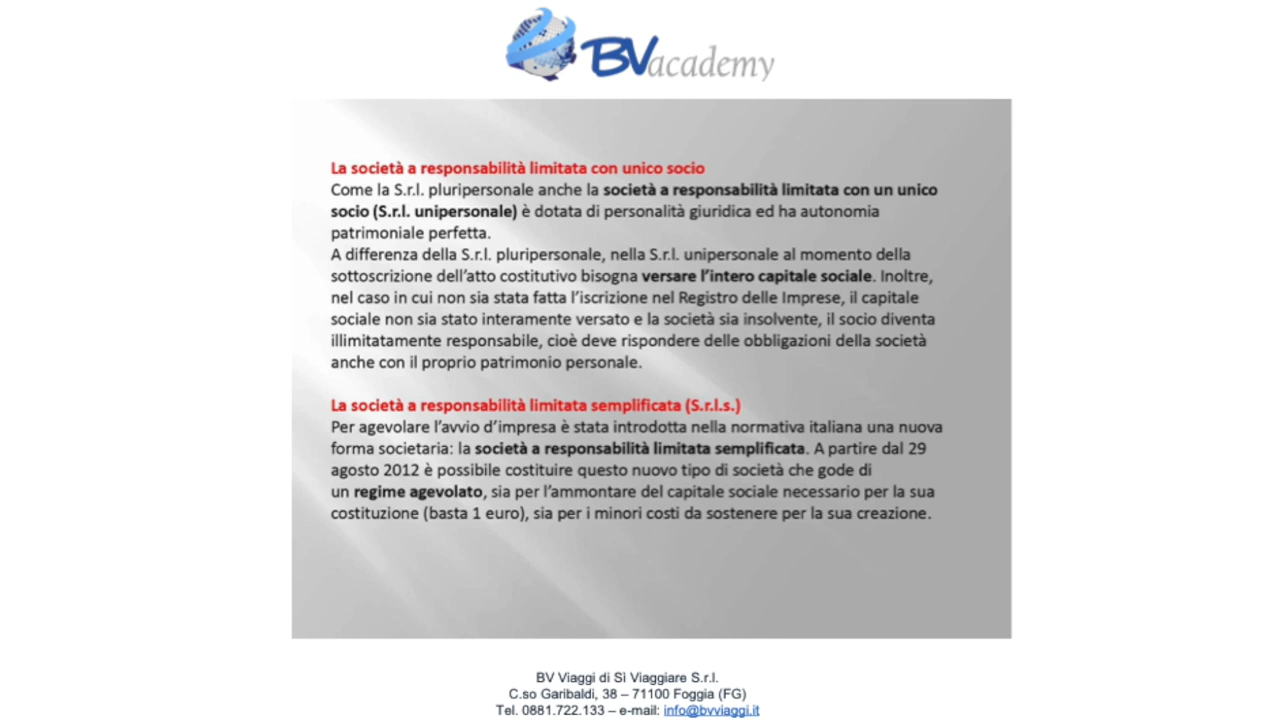 BVacademy
La società a responsabilità limitata con unico socio
Come la S.r.l. pluripersonale anche la società a responsabilità limitata con un unico
socio (S.r.l. unipersonale) è dotata di personalità giuridica ed ha autonomia
patrimoniale perfetta.
A differenza della S.r.l. pluripersonale, nella S.r.l. unipersonale al momento della
sottoscrizione dell'atto costitutivo bisogna versare l'intero capitale sociale. Inoltre,
nel caso in cui non sia stata fatta l'iscrizione nel Registro delle Imprese, il capitale
sociale non sia stato interamente versato e la società sia insolvente, il socio diventa
illimitatamente responsabile, cioè deve rispondere delle obbligazioni della società
anche con il proprio patrimonio personale.
La società a responsabilità limitata semplificata (S.r.l.s.)
Per agevolare l'avvio d'impresa è stata introdotta nella normativa italiana una nuova
forma societaria: la società a responsabilità limitata semplificata. A partire dal 29
agosto 2012 è possibile costituire questo nuovo tipo di società che gode di
un regime agevolato, sia per l'ammontare del capitale sociale necessario per la sua
costituzione (basta 1 euro), sia per i minori costi da sostenere per la sua creazione.
BV Viaggi di Sì Viaggiare S.r.l.
C.so Garibaldi, 38 – 71100 Foggia (FG)
Tel. 0881.722.133 – e-mail: info@bvviaggi.it